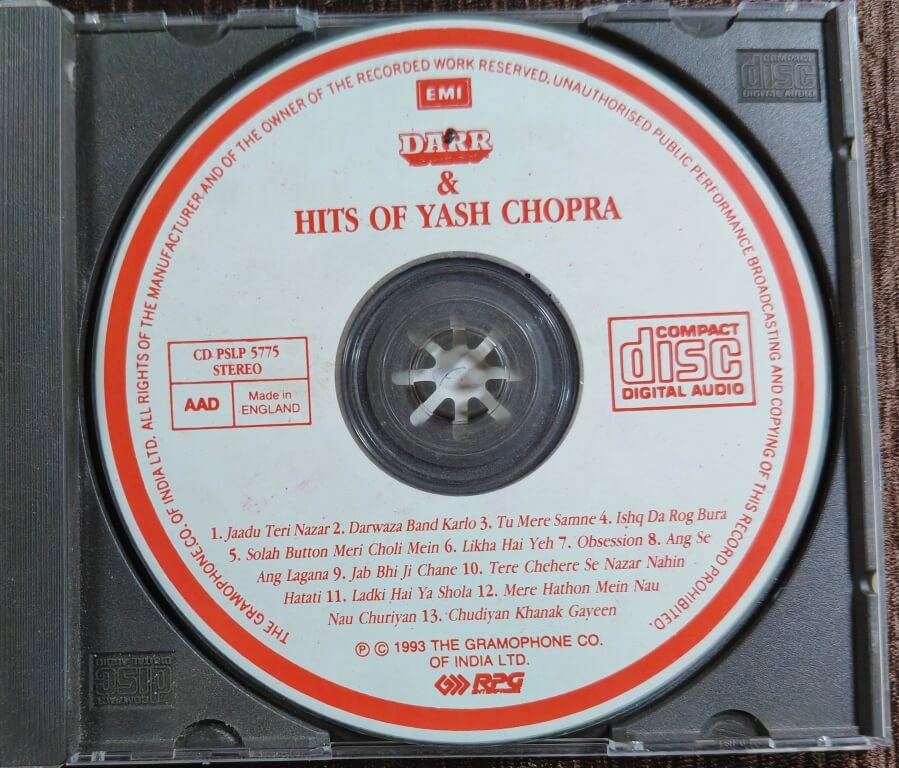 THE GRAMOPHONE.CO. OF INDIA LTD. ALL RIGHTS OF THE MANUFACTURER AND OF THE OWNER OF THE RECORDED WORK RESERVED. UNAUTHORISED PUBLIC PERFORMANCE BROADCASTING AND COPYING OF THIS RECORD PROHIBITED.
EMI
DARR
&
HITS OF YASH CHOPRA
COMPACT
disc
DIGITAL AUDIO
CD. PSLP 5775
STEREO
AAD
Made in
ENGLAND
COMPACT
disc
DIGITAL AUDIO
1. Jaadu Teri Nazar 2. Darwaza Band Karlo 3. Tu Mere Samne 4. Ishq Da Rog Bura
5. Solah Button Meri Choli Mein 6. Likha Hai Yeh 7. Obsession 8. Ang Se
Ang Lagana 9. Jab Bhi Ji Chane 10. Tere Chehere Se Nazar Nahin
Hatati 11. Ladki Hai Ya Shola 12. Mere Hathon Mein Nau
Nau Churiyan 13. Chudiyan Khanak Gayeen
℗ © 1993 THE GRAMOPHONE CO.
OF INDIA LTD.
RPG
COMPACT
disc
DIGITAL AUDIO